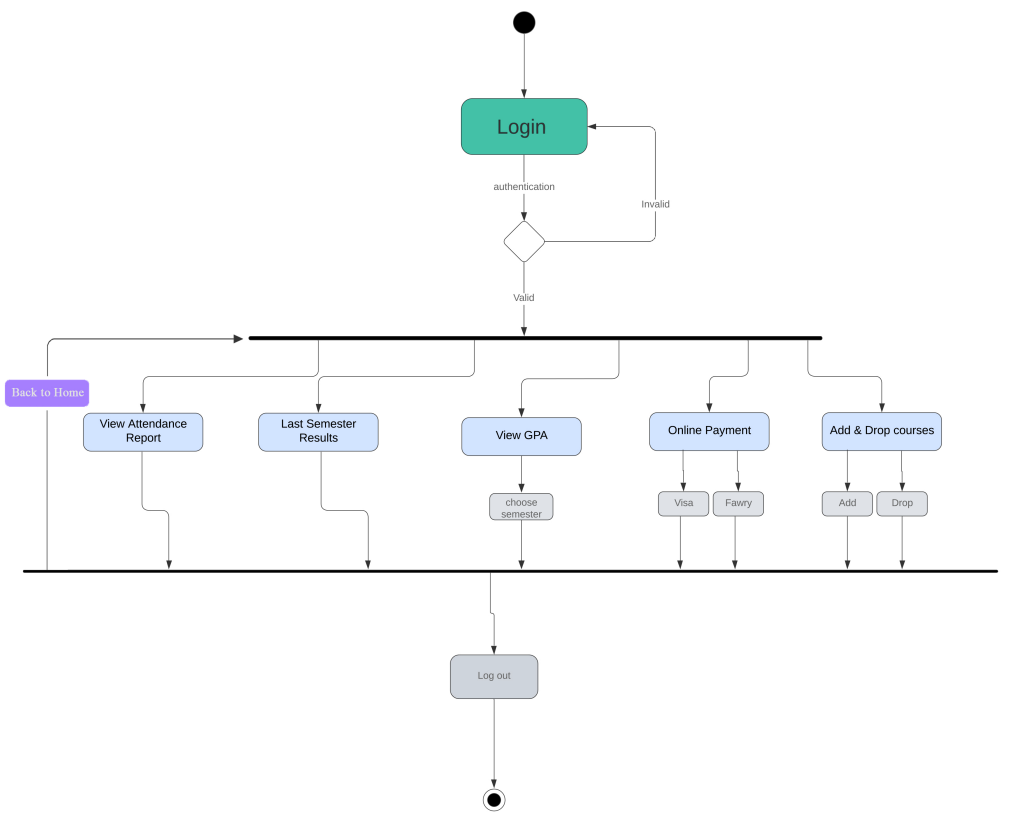 Login
authentication
Invalid
Valid
Back to Home
View Attendance
Report
Last Semester
Results
View GPA
Online Payment
Add & Drop courses
choose
semester
Visa
Fawry
Add
Drop
Log out